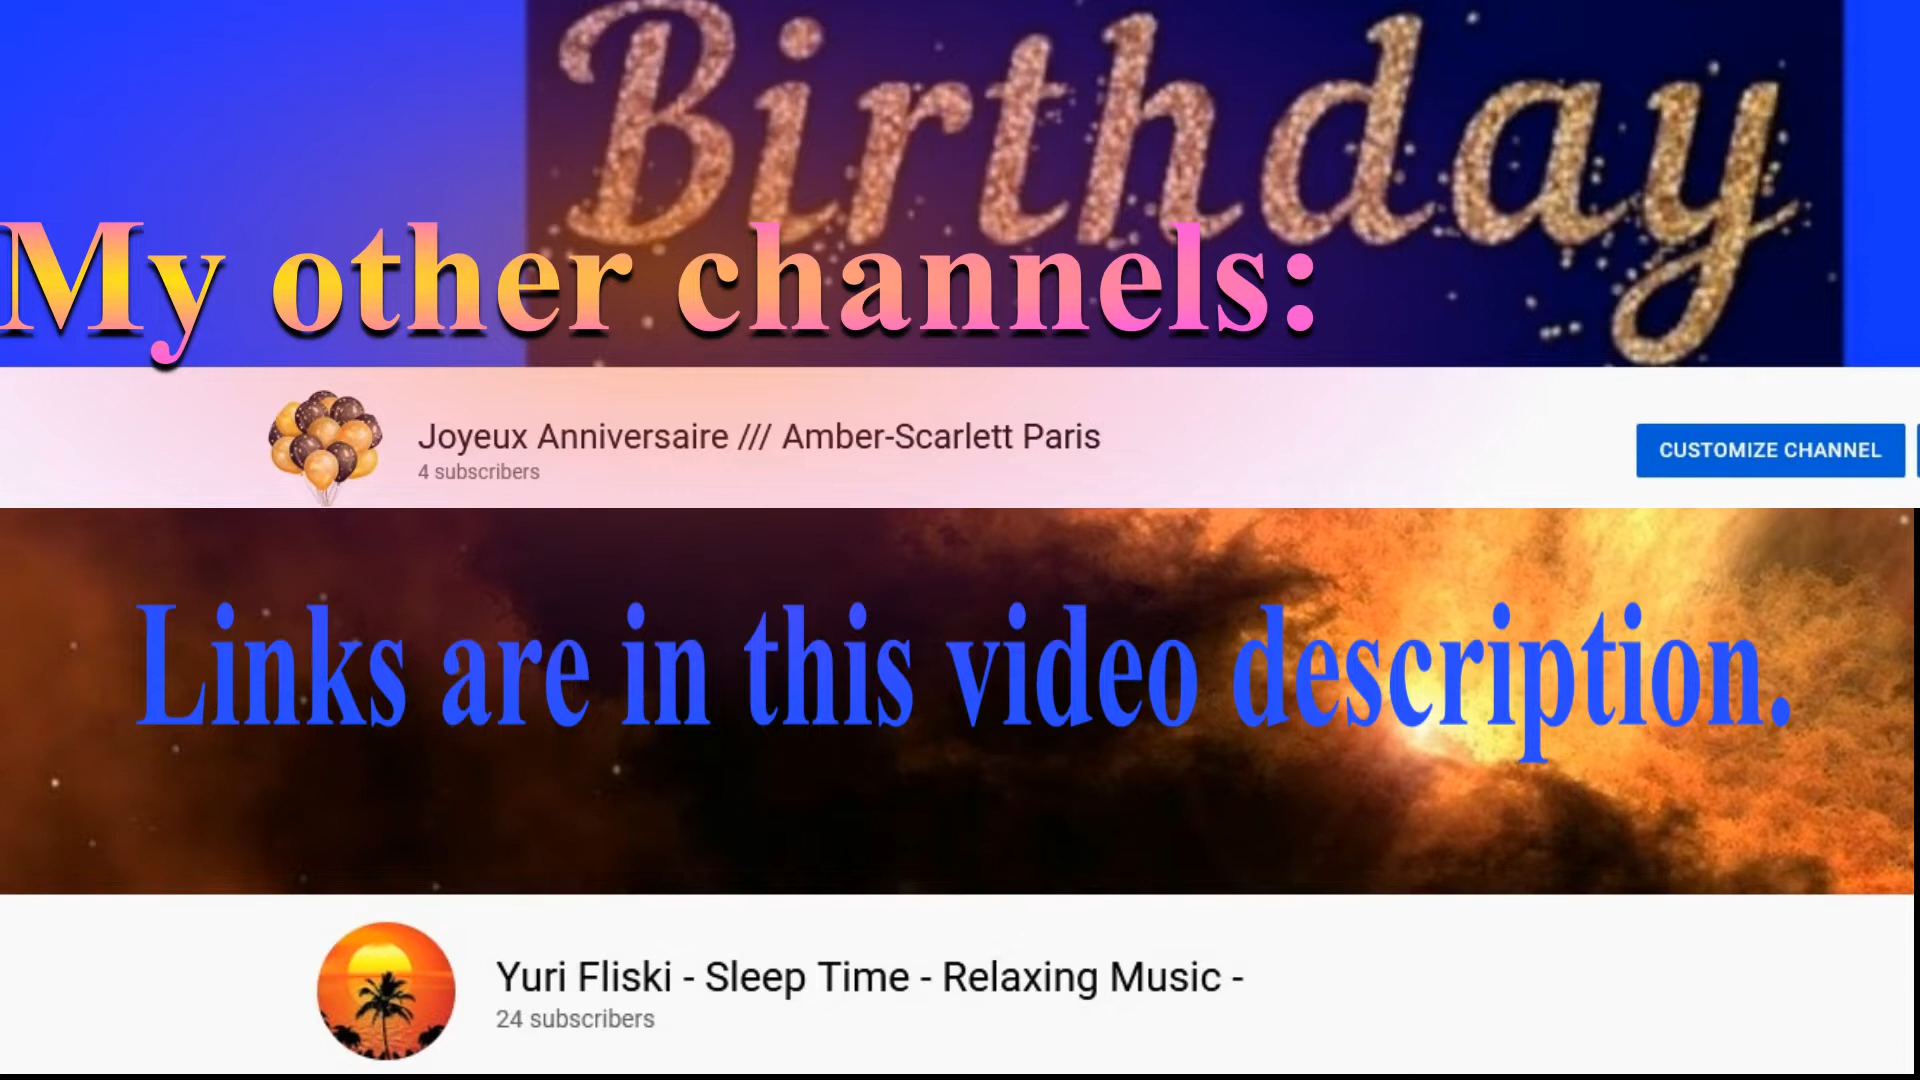 Birthday
My other channels:
Joyeux Anniversaire /// Amber-Scarlett Paris
4 subscribers
CUSTOMIZE CHANNEL
Links are in this video description.
Yuri Fliski - Sleep Time - Relaxing Music -
24 subscribers